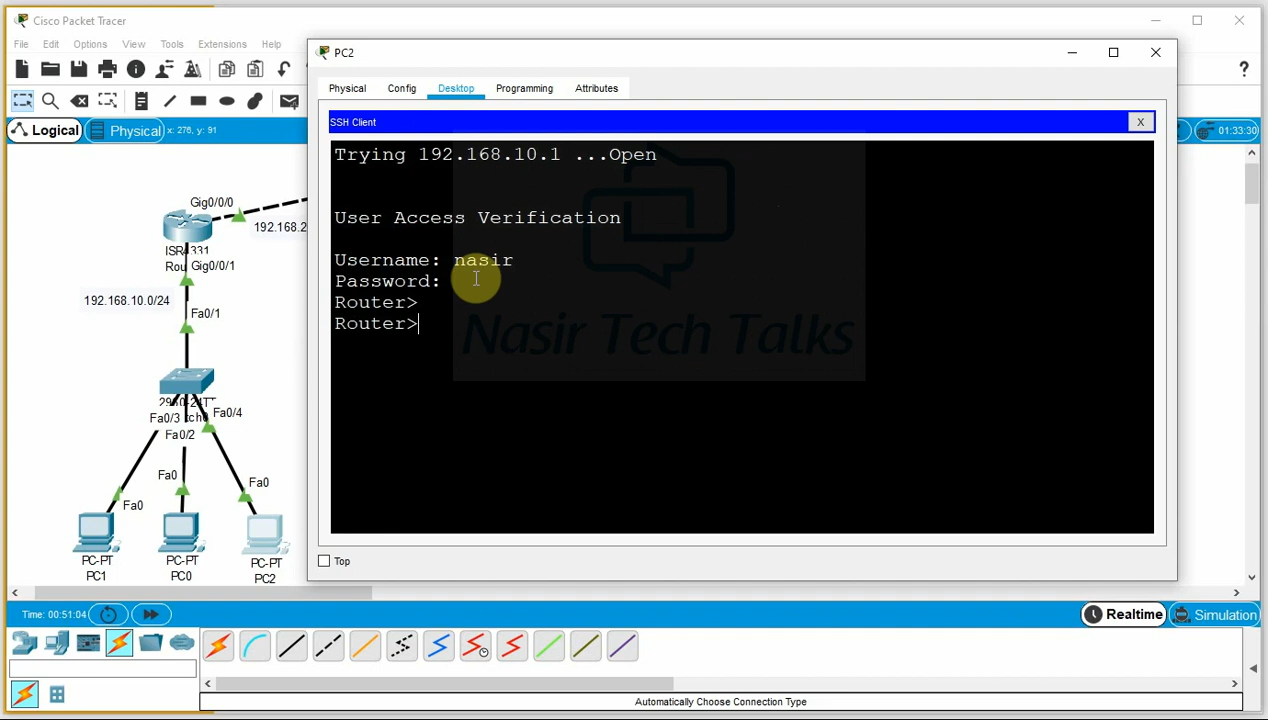 Cisco Packet Tracer
File Edit Options View Tools Extensions Help
PC2
Physical Config Desktop Programming Attributes
Logical Physical x: 276, y: 91
01:33:30
SSH Client
X
Trying 192.168.10.1 ...Open
User Access Verification
Username: nasir
Password:
Router>
Router>
Nasir Tech Talks
Top
Gig0/0/0
192.168.2
ISR4331
Rou Gig0/0/1
192.168.10.0/24
Fa0/1
Fa0/3
Fa0/4
Fa0/2
Fa0
Fa0
Fa0
PC-PT
PC1
PC-PT
PC0
PC-PT
PC2
Time: 00:51:04
Realtime Simulation
Automatically Choose Connection Type